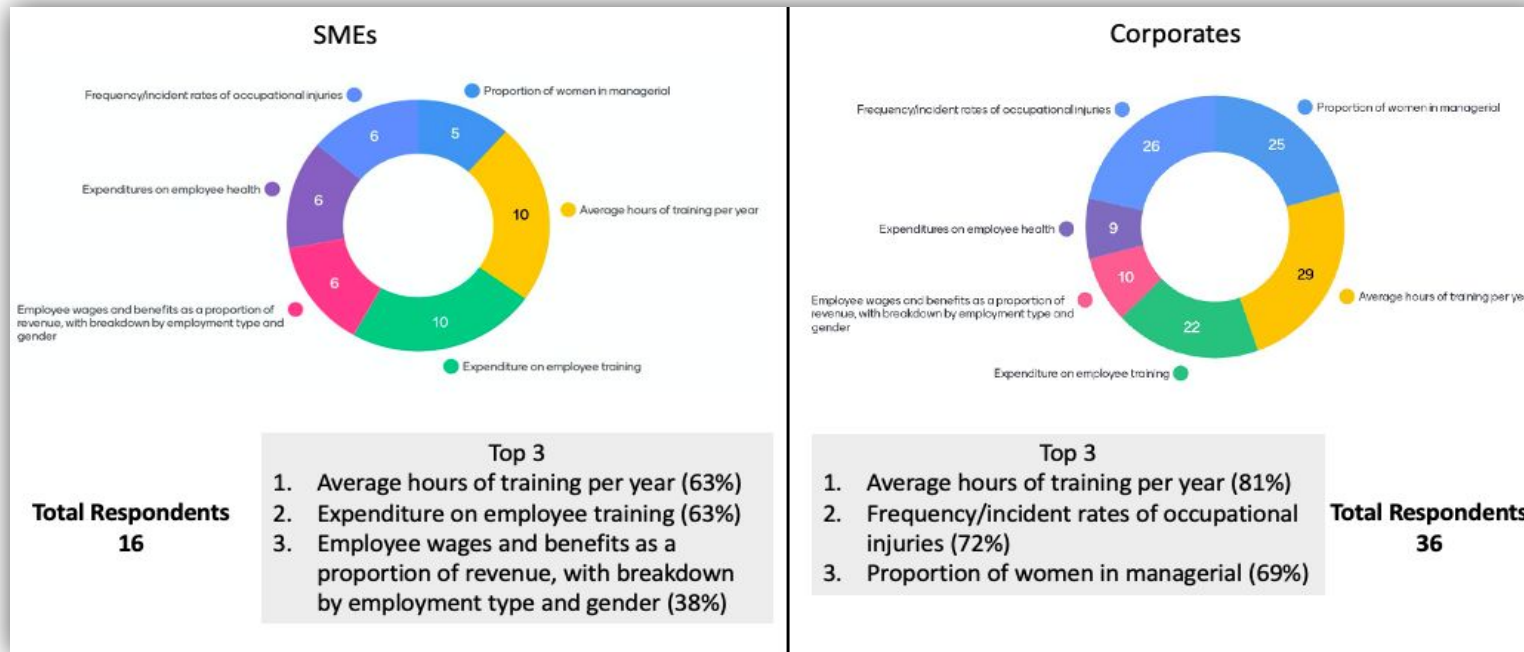 SMEs
Frequency/incident rates of occupational injuries
Proportion of women in managerial
6
5
Expenditures on employee health
6
10
Average hours of training per year
6
Employee wages and benefits as a proportion of
revenue, with breakdown by employment type and
gender
10
Expenditure on employee training
Total Respondents
16
Top 3
1. Average hours of training per year (63%)
2. Expenditure on employee training (63%)
3. Employee wages and benefits as a
proportion of revenue, with breakdown
by employment type and gender (38%)
Corporates
Frequency/incident rates of occupational injuries
Proportion of women in managerial
26
25
Expenditures on employee health
9
10
29
Employee wages and benefits as a proportion of
revenue, with breakdown by employment type and
gender
Average hours of training per ye
22
Expenditure on employee training
Top 3
1. Average hours of training per year (81%)
2. Frequency/incident rates of occupational
injuries (72%)
3. Proportion of women in managerial (69%)
Total Respondents
36